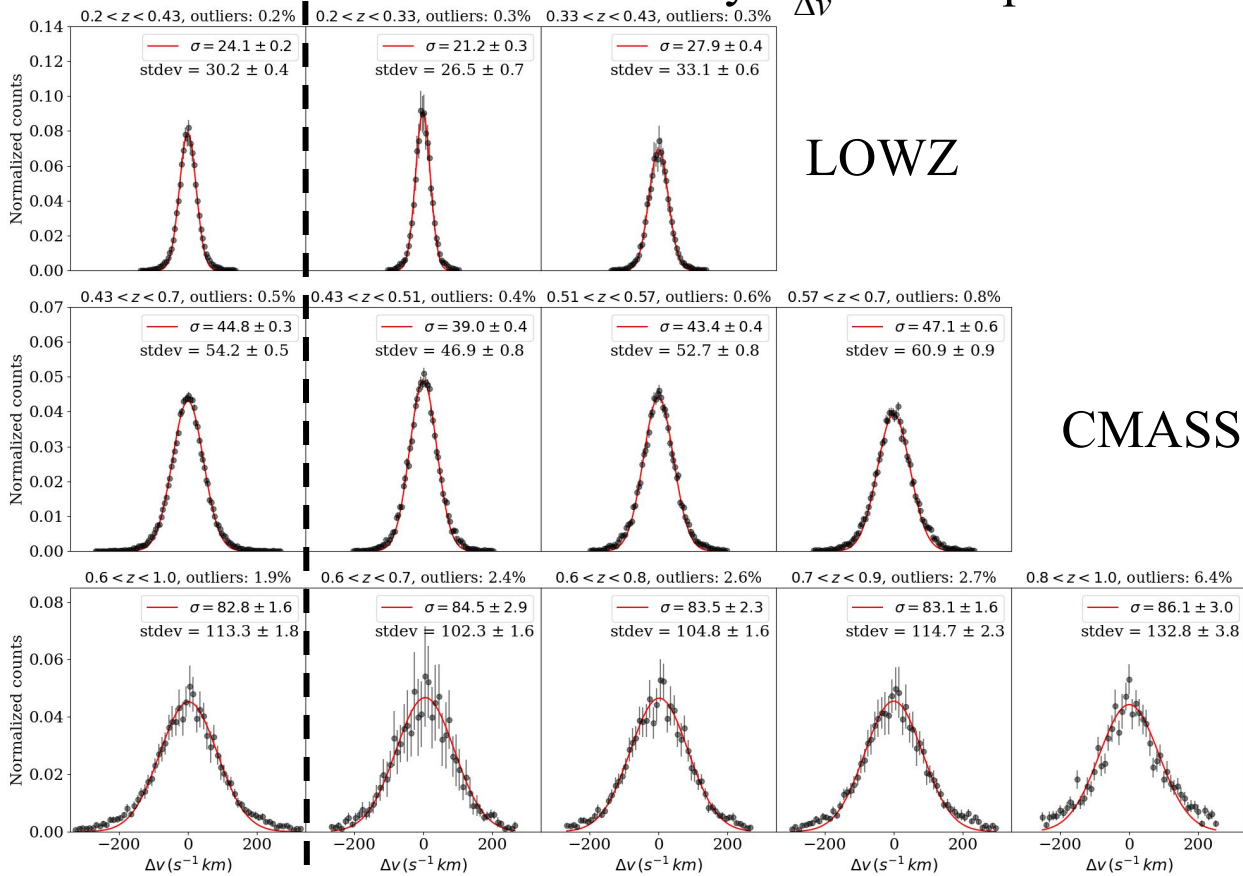 y Δv p
0.2 < z < 0.43, outliers: 0.2% 0.2 < z < 0.33, outliers: 0.3% 0.33 < z < 0.43, outliers: 0.3%
Normalized counts
0.14
0.12
0.10
0.08
0.06
0.04
0.02
0.00
σ = 24.1 ± 0.2
stdev = 30.2 ± 0.4
σ = 21.2 ± 0.3
stdev = 26.5 ± 0.7
σ = 27.9 ± 0.4
stdev = 33.1 ± 0.6
LOWZ
0.43 < z < 0.7, outliers: 0.5% 0.43 < z < 0.51, outliers: 0.4% 0.51 < z < 0.57, outliers: 0.6% 0.57 < z < 0.7, outliers: 0.8%
Normalized counts
0.07
0.06
0.05
0.04
0.03
0.02
0.01
0.00
σ = 44.8 ± 0.3
stdev = 54.2 ± 0.5
σ = 39.0 ± 0.4
stdev = 46.9 ± 0.8
σ = 43.4 ± 0.4
stdev = 52.7 ± 0.8
σ = 47.1 ± 0.6
stdev = 60.9 ± 0.9
CMASS
0.6 < z < 1.0, outliers: 1.9% 0.6 < z < 0.7, outliers: 2.4% 0.6 < z < 0.8, outliers: 2.6% 0.7 < z < 0.9, outliers: 2.7% 0.8 < z < 1.0, outliers: 6.4%
Normalized counts
0.08
0.06
0.04
0.02
0.00
σ = 82.8 ± 1.6
stdev = 113.3 ± 1.8
σ = 84.5 ± 2.9
stdev = 102.3 ± 1.6
σ = 83.5 ± 2.3
stdev = 104.8 ± 1.6
σ = 83.1 ± 1.6
stdev = 114.7 ± 2.3
σ = 86.1 ± 3.0
stdev = 132.8 ± 3.8
−200 0 200 −200 0 200 −200 0 200 −200 0 200 −200 0 200
Δv (s⁻¹ km) Δv (s⁻¹ km) Δv (s⁻¹ km) Δv (s⁻¹ km) Δv (s⁻¹ km)